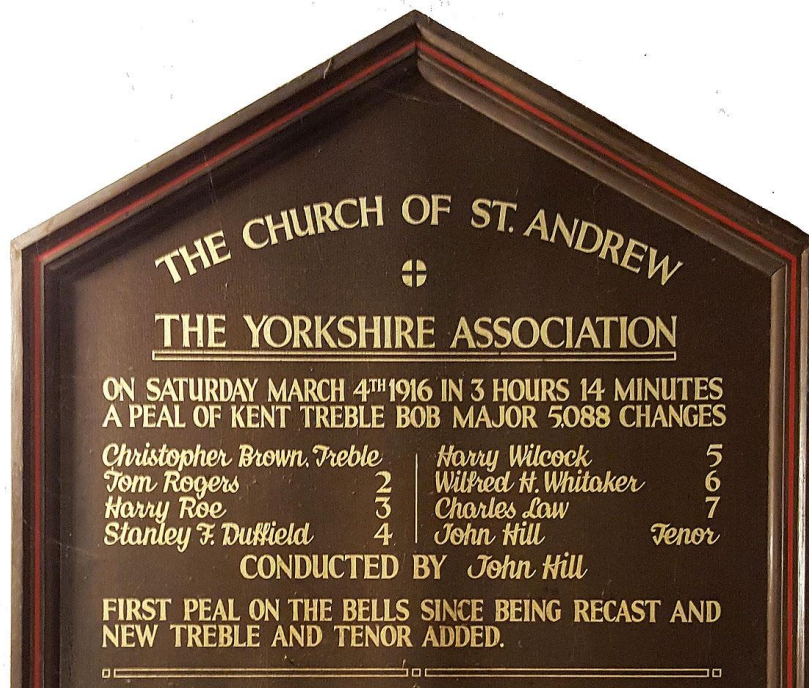 THE CHURCH OF ST. ANDREW
THE YORKSHIRE ASSOCIATION
ON SATURDAY MARCH 4TH 1916 IN 3 HOURS 14 MINUTES
A PEAL OF KENT TREBLE BOB MAJOR 5088 CHANGES
Christopher Brown. Treble
Tom Rogers 2
Harry Roe 3
Stanley F. Duffield 4
Harry Wilcock 5
Wilfred H. Whitaker 6
Charles Law 7
John Hill Tenor
CONDUCTED BY John Hill
FIRST PEAL ON THE BELLS SINCE BEING RECAST AND
NEW TREBLE AND TENOR ADDED.